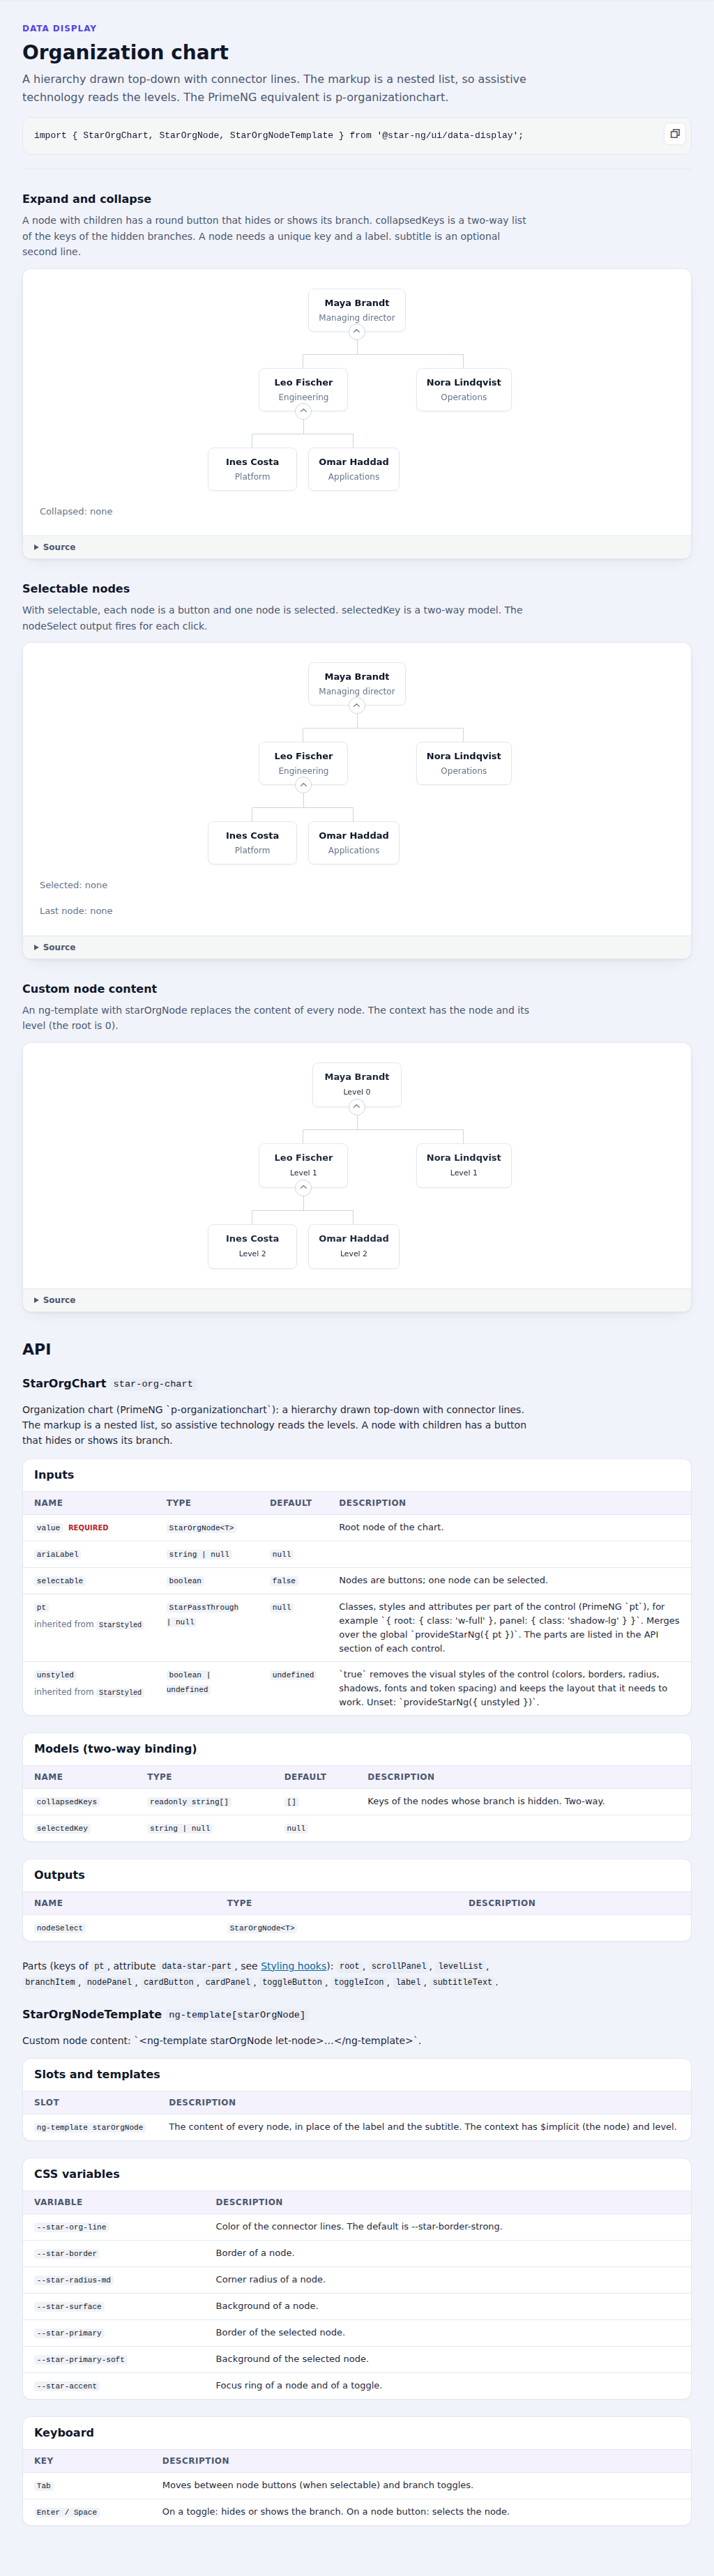 DATA DISPLAY
Organization chart
A hierarchy drawn top-down with connector lines. The markup is a nested list, so assistive
technology reads the levels. The PrimeNG equivalent is p-organizationchart.
import { StarOrgChart, StarOrgNode, StarOrgNodeTemplate } from '@star-ng/ui/data-display';
Expand and collapse
A node with children has a round button that hides or shows its branch. collapsedKeys is a two-way list
of the keys of the hidden branches. A node needs a unique key and a label. subtitle is an optional
second line.
Maya Brandt
Managing director
Leo Fischer
Engineering
Nora Lindqvist
Operations
Ines Costa
Platform
Omar Haddad
Applications
Collapsed: none
Source
Selectable nodes
With selectable, each node is a button and one node is selected. selectedKey is a two-way model. The
nodeSelect output fires for each click.
Maya Brandt
Managing director
Leo Fischer
Engineering
Nora Lindqvist
Operations
Ines Costa
Platform
Omar Haddad
Applications
Selected: none
Last node: none
Source
Custom node content
An ng-template with starOrgNode replaces the content of every node. The context has the node and its
level (the root is 0).
Maya Brandt
Level 0
Leo Fischer
Level 1
Nora Lindqvist
Level 1
Ines Costa
Level 2
Omar Haddad
Level 2
Source
API
StarOrgChart star-org-chart
Organization chart (PrimeNG `p-organizationchart`): a hierarchy drawn top-down with connector lines.
The markup is a nested list, so assistive technology reads the levels. A node with children has a button
that hides or shows its branch.
Inputs
NAME TYPE DEFAULT DESCRIPTION
value REQUIRED StarOrgNode<T> Root node of the chart.
ariaLabel string | null null
selectable boolean false Nodes are buttons; one node can be selected.
pt StarPassThrough null Classes, styles and attributes per part of the control (PrimeNG `pt`), for
inherited from StarStyled | null example `{ root: { class: 'w-full' }, panel: { class: 'shadow-lg' } }`. Merges
over the global `provideStarNg({ pt })`. The parts are listed in the API
section of each control.
unstyled boolean | undefined `true` removes the visual styles of the control (colors, borders, radius,
inherited from StarStyled undefined shadows, fonts and token spacing) and keeps the layout that it needs to
work. Unset: `provideStarNg({ unstyled })`.
Models (two-way binding)
NAME TYPE DEFAULT DESCRIPTION
collapsedKeys readonly string[] [] Keys of the nodes whose branch is hidden. Two-way.
selectedKey string | null null
Outputs
NAME TYPE DESCRIPTION
nodeSelect StarOrgNode<T>
Parts (keys of pt, attribute data-star-part, see Styling hooks): root, scrollPanel, levelList,
branchItem, nodePanel, cardButton, cardPanel, toggleButton, toggleIcon, label, subtitleText.
StarOrgNodeTemplate ng-template[starOrgNode]
Custom node content: `<ng-template starOrgNode let-node>…</ng-template>`.
Slots and templates
SLOT DESCRIPTION
ng-template starOrgNode The content of every node, in place of the label and the subtitle. The context has $implicit (the node) and level.
CSS variables
VARIABLE DESCRIPTION
--star-org-line Color of the connector lines. The default is --star-border-strong.
--star-border Border of a node.
--star-radius-md Corner radius of a node.
--star-surface Background of a node.
--star-primary Border of the selected node.
--star-primary-soft Background of the selected node.
--star-accent Focus ring of a node and of a toggle.
Keyboard
KEY DESCRIPTION
Tab Moves between node buttons (when selectable) and branch toggles.
Enter / Space On a toggle: hides or shows the branch. On a node button: selects the node.